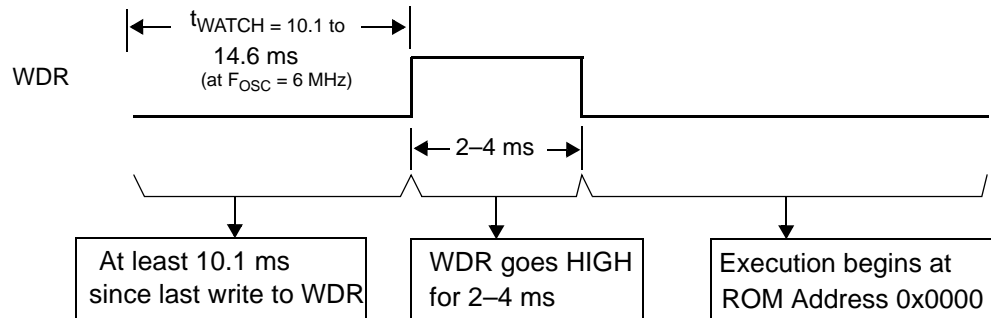 tWATCH = 10.1 to
14.6 ms
(at FOSC = 6 MHz)
WDR
2–4 ms
At least 10.1 ms
since last write to WDR
WDR goes HIGH
for 2–4 ms
Execution begins at
ROM Address 0x0000